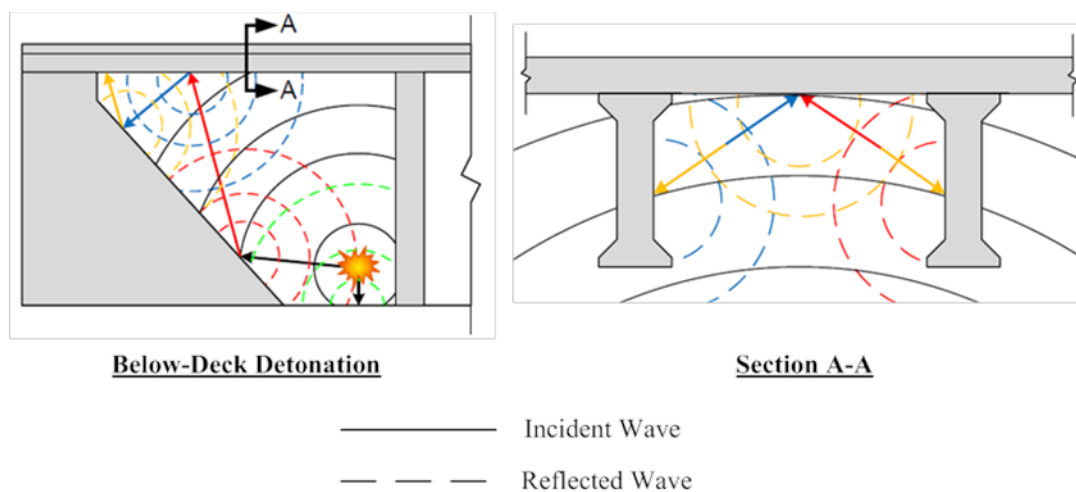 A
A
Below-Deck Detonation
Section A-A
Incident Wave
Reflected Wave